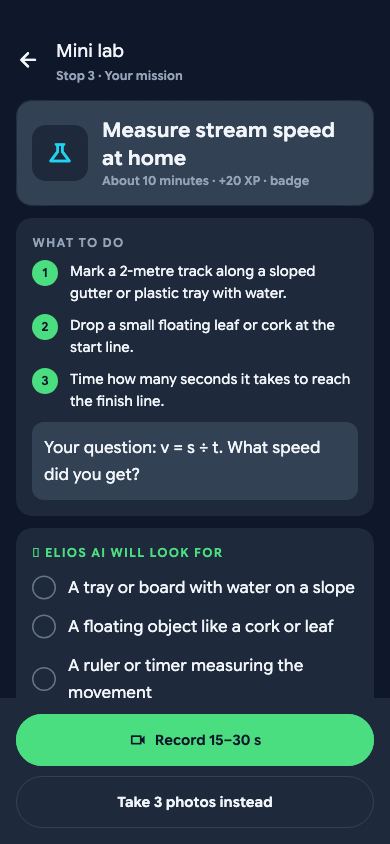 Mini lab
Stop 3 · Your mission
Measure stream speed
at home
About 10 minutes · +20 XP · badge
WHAT TO DO
1 Mark a 2-metre track along a sloped
gutter or plastic tray with water.
2 Drop a small floating leaf or cork at the
start line.
3 Time how many seconds it takes to reach
the finish line.
Your question: v = s ÷ t. What speed
did you get?
ELIOS AI WILL LOOK FOR
A tray or board with water on a slope
A floating object like a cork or leaf
A ruler or timer measuring the
movement
Record 15–30 s
Take 3 photos instead